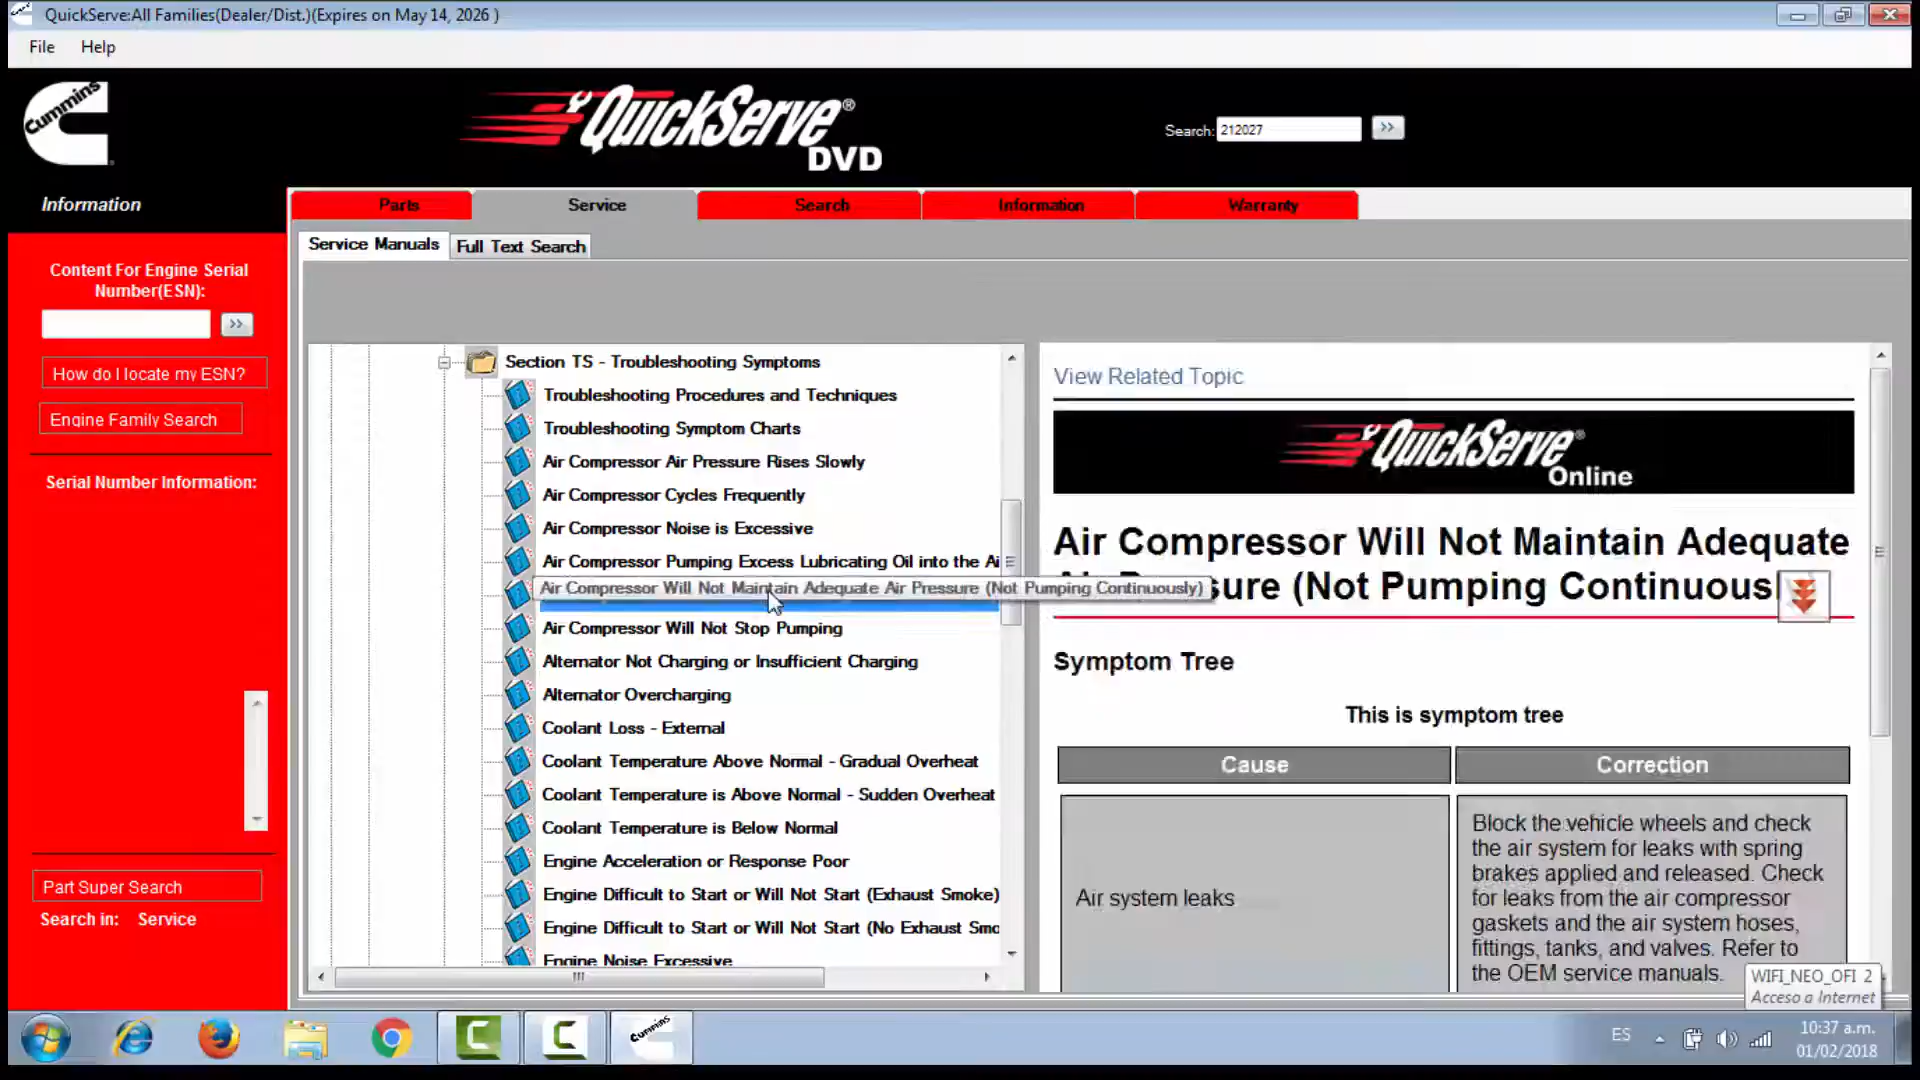 QuickServe:All Families(Dealer/Dist.)(Expires on May 14, 2026 )
File Help
Cummins
QuickServe®
DVD
Search: 212027 >>
Information
Parts Service Search Information Warranty
Service Manuals Full Text Search
Content For Engine Serial
Number(ESN):
>>
How do I locate my ESN?
Engine Family Search
Serial Number Information:
Part Super Search
Search in: Service
Section TS - Troubleshooting Symptoms
Troubleshooting Procedures and Techniques
Troubleshooting Symptom Charts
Air Compressor Air Pressure Rises Slowly
Air Compressor Cycles Frequently
Air Compressor Noise is Excessive
Air Compressor Pumping Excess Lubricating Oil into the Ai
Air Compressor Will Not Maintain Adequate Air Pressure (Not Pumping Continuously)
Air Compressor Will Not Stop Pumping
Alternator Not Charging or Insufficient Charging
Alternator Overcharging
Coolant Loss - External
Coolant Temperature Above Normal - Gradual Overheat
Coolant Temperature is Above Normal - Sudden Overheat
Coolant Temperature is Below Normal
Engine Acceleration or Response Poor
Engine Difficult to Start or Will Not Start (Exhaust Smoke)
Engine Difficult to Start or Will Not Start (No Exhaust Smo
Engine Noise Excessive
View Related Topic
QuickServe®
Online
Air Compressor Will Not Maintain Adequate
sure (Not Pumping Continuousl
Symptom Tree
This is symptom tree
Cause Correction
Air system leaks
Block the vehicle wheels and check
the air system for leaks with spring
brakes applied and released. Check
for leaks from the air compressor
gaskets and the air system hoses,
fittings, tanks, and valves. Refer to
the OEM service manuals.
WIFI_NEO_OFI 2
Acceso a Internet
Cummins
ES
10:37 a.m.
01/02/2018